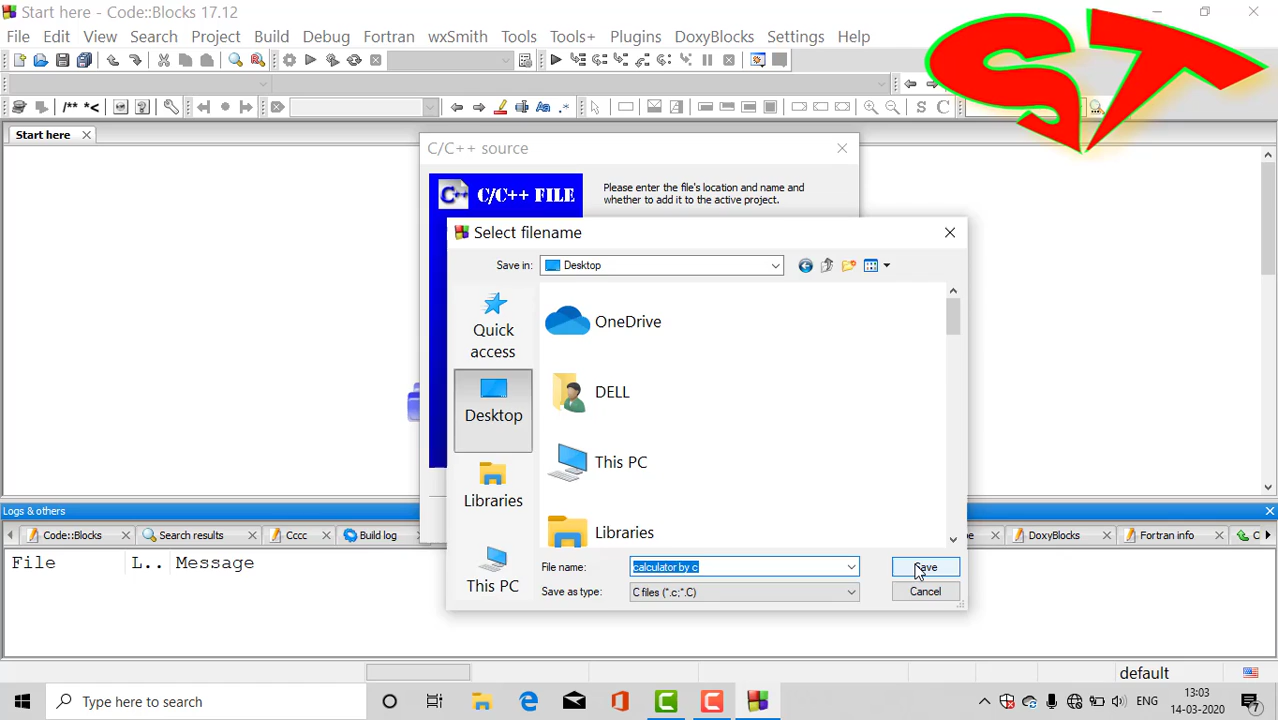 Start here - Code::Blocks 17.12
File Edit View Search Project Build Debug Fortran wxSmith Tools Tools+ Plugins DoxyBlocks Settings Help
ST
/** *<
S C
Start here
C/C++ source
C++ C/C++ FILE
Please enter the file's location and name and
whether to add it to the active project.
Select filename
Save in: Desktop
Quick
access
Desktop
Libraries
This PC
OneDrive
DELL
This PC
Libraries
File name: calculator by c Save
Save as type: C files (*.c;*.C) Cancel
Logs & others
Code::Blocks Search results Cccc Build log DoxyBlocks Fortran info C
File L.. Message
default
Type here to search
ENG
13:03
14-03-2020
7